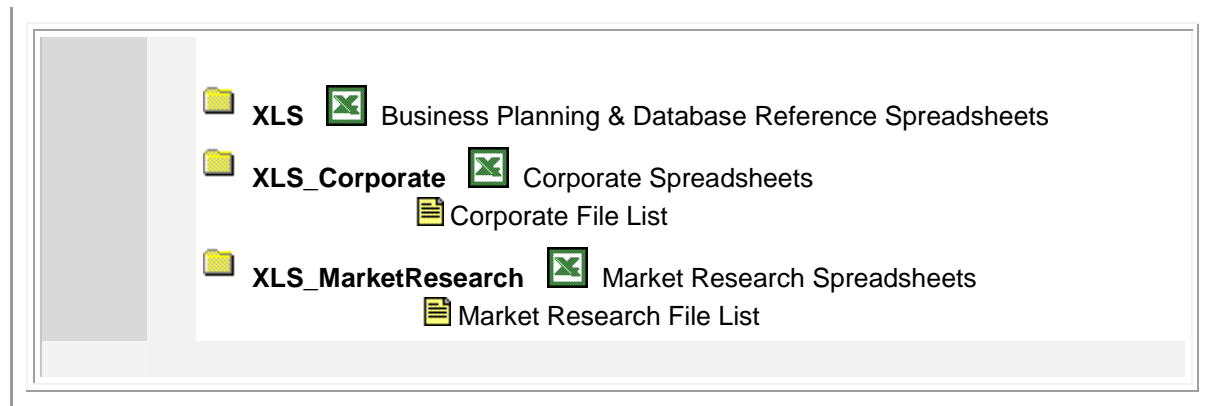 XLS Business Planning & Database Reference Spreadsheets
XLS_Corporate Corporate Spreadsheets
Corporate File List
XLS_MarketResearch Market Research Spreadsheets
Market Research File List